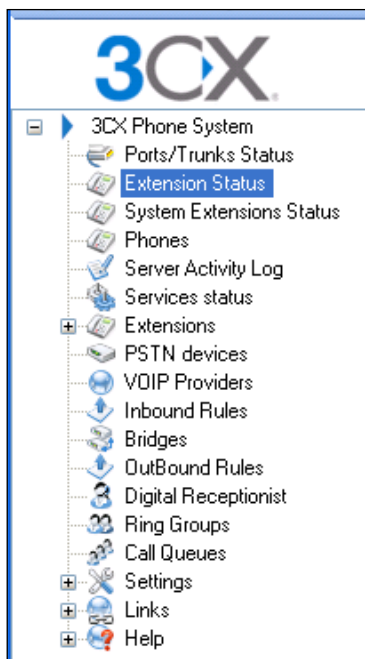 3CX
3CX Phone System
Ports/Trunks Status
Extension Status
System Extensions Status
Phones
Server Activity Log
Services status
Extensions
PSTN devices
VOIP Providers
Inbound Rules
Bridges
OutBound Rules
Digital Receptionist
Ring Groups
Call Queues
Settings
Links
Help